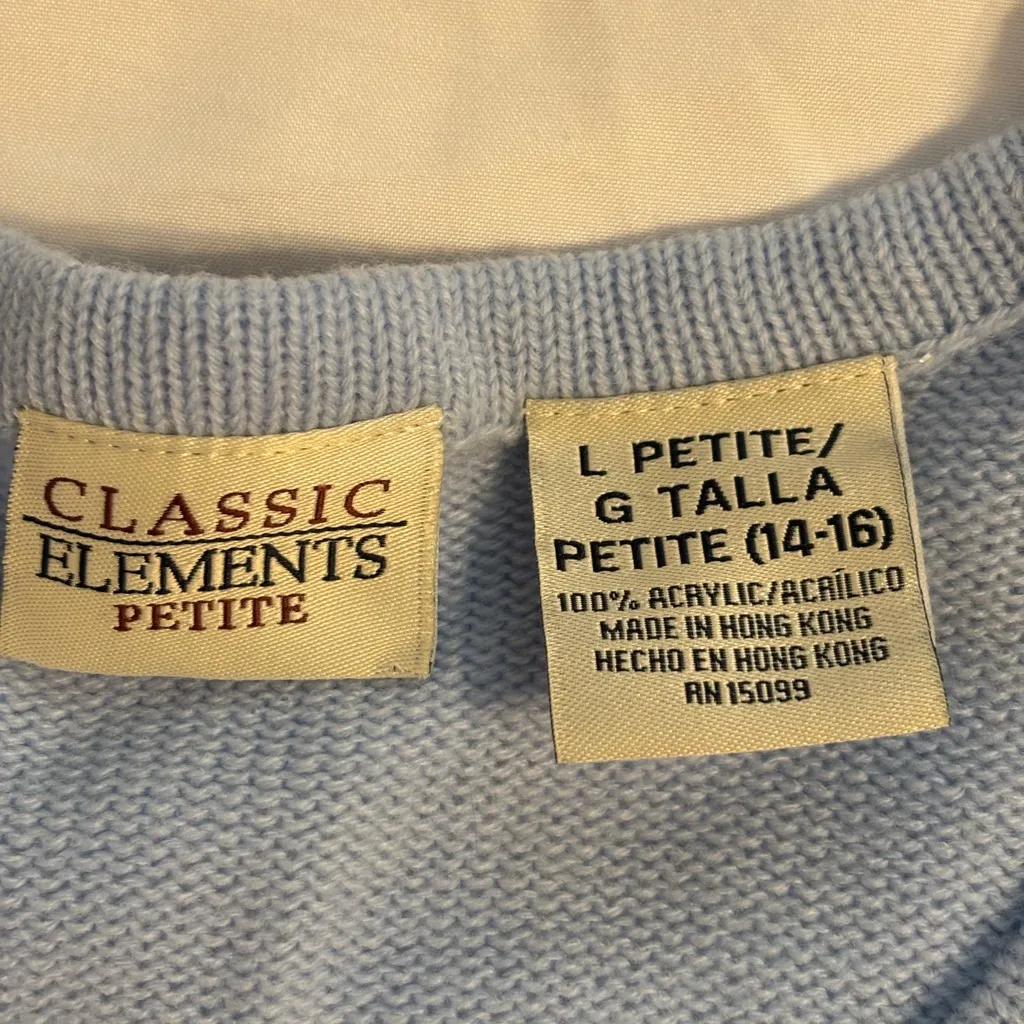 CLASSIC
ELEMENTS
PETITE
L PETITE/
G TALLA
PETITE (14-16)
100% ACRYLIC/ACRÍLICO
MADE IN HONG KONG
HECHO EN HONG KONG
RN 15099